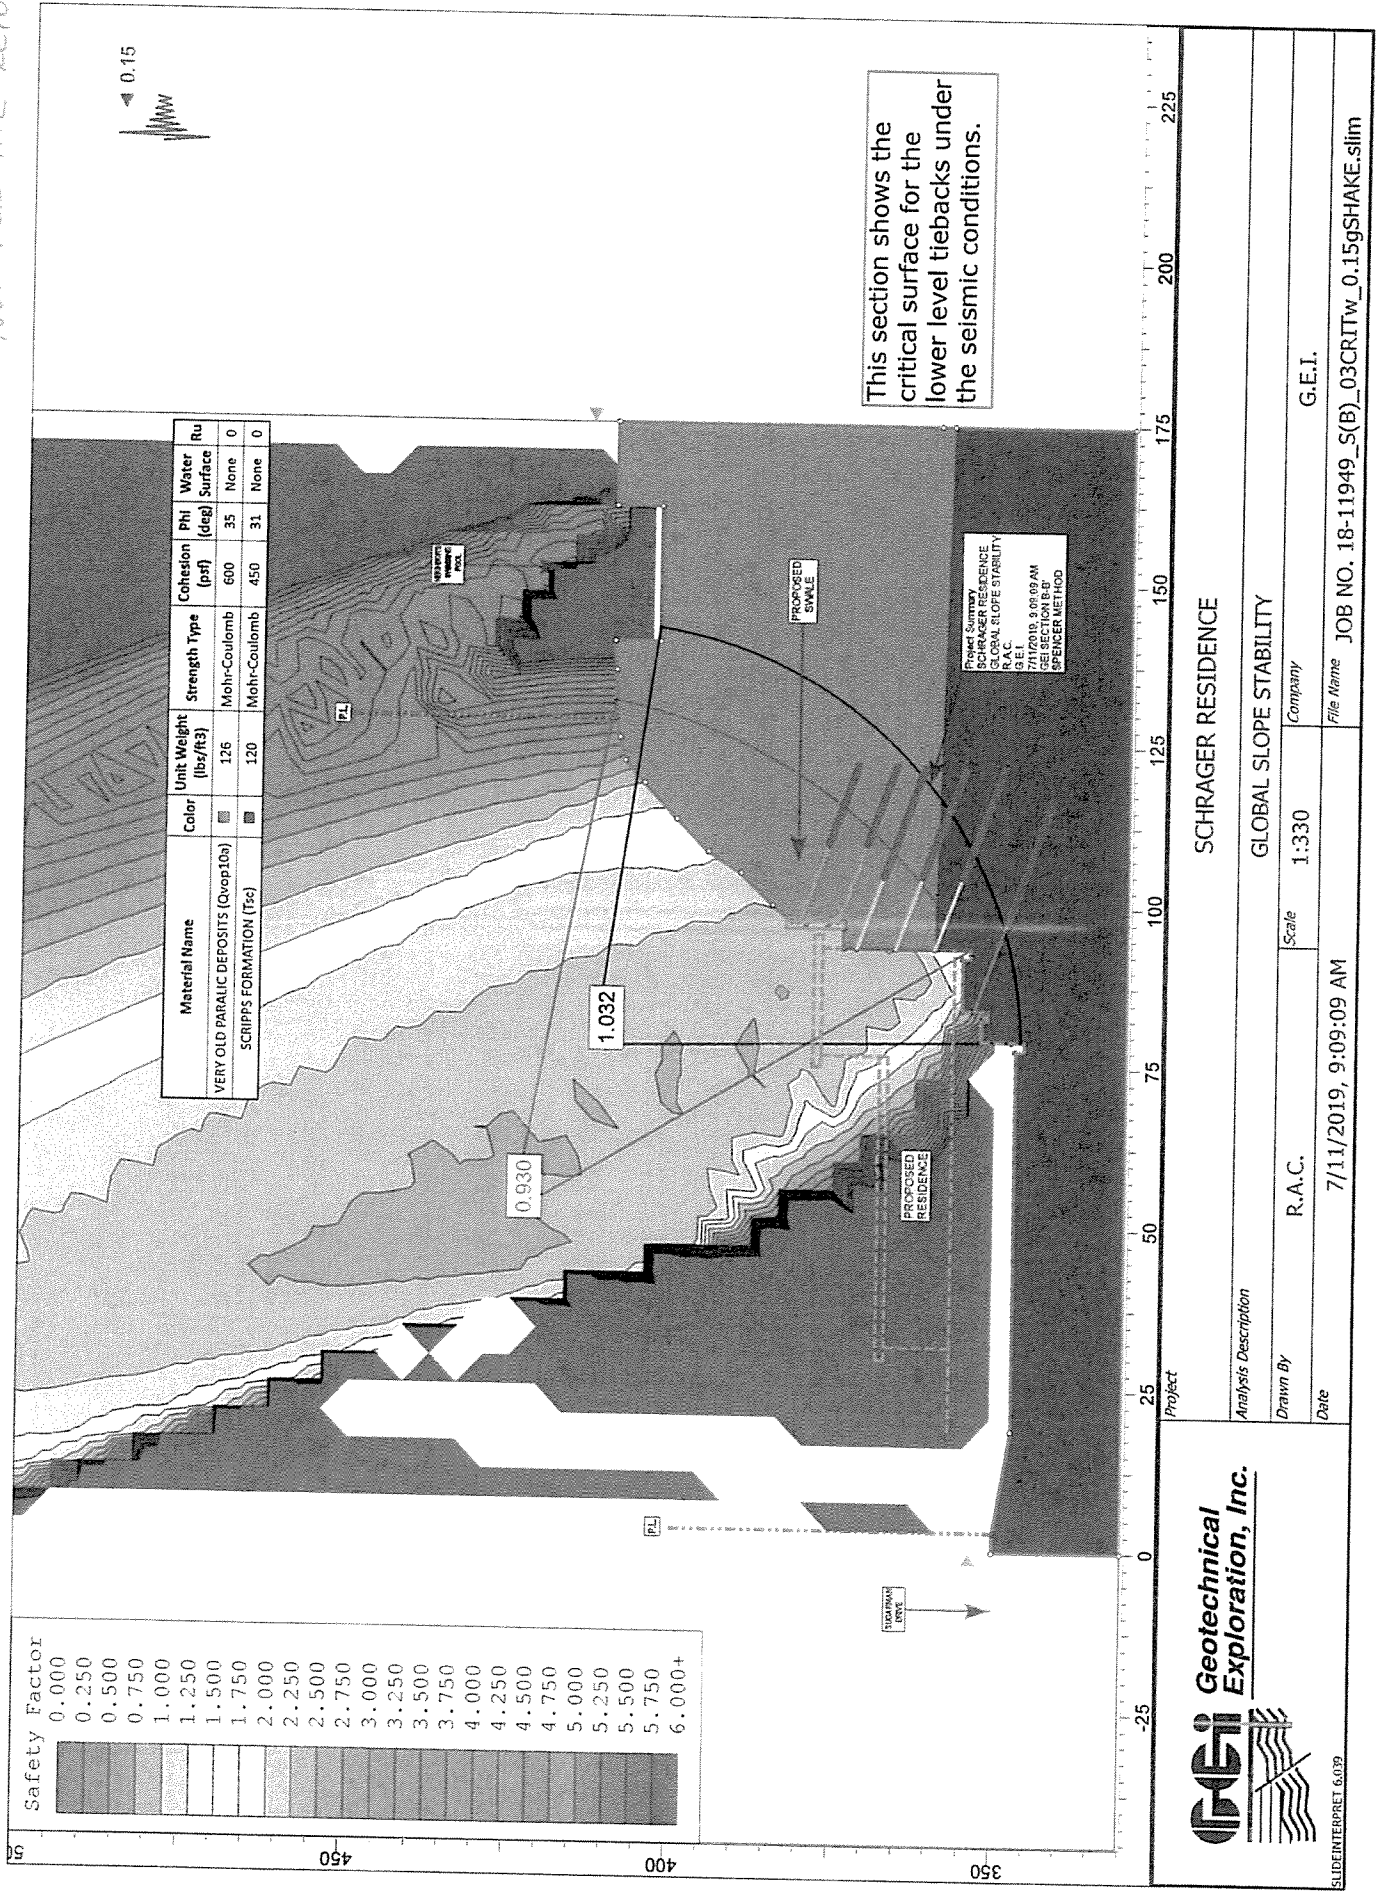 Safety Factor
0.000
0.250
0.500
0.750
1.000
1.250
1.500
1.750
2.000
2.250
2.500
2.750
3.000
3.250
3.500
3.750
4.000
4.250
4.500
4.750
5.000
5.250
5.500
5.750
6.000+
Material Name Color Unit Weight (lbs/ft3) Strength Type Cohesion (psf) Phi (deg) Water Surface Ru
VERY OLD PARALIC DEPOSITS (Qvop10a) 126 Mohr-Coulomb 600 35 None 0
SCRIPPS FORMATION (Tsc) 120 Mohr-Coulomb 450 31 None 0
0.15
P.L.
P.L.
0.930
1.032
PROPOSED
SWALE
PROPOSED
RESIDENCE
SUGARMAN
DRIVE
This section shows the
critical surface for the
lower level tiebacks under
the seismic conditions.
Project Summary
SCHRAGER RESIDENCE
GLOBAL SLOPE STABILITY
R.A.C.
G.E.I.
7/11/2019, 9:09:09 AM
GEI SECTION B-B'
SPENCER METHOD
450
400
350
-25 0 25 50 75 100 125 150 175 200 225
GEi Geotechnical
Exploration, Inc.
SLIDEINTERPRET 6.039
Project
SCHRAGER RESIDENCE
Analysis Description
GLOBAL SLOPE STABILITY
Drawn By R.A.C. Scale 1:330 Company G.E.I.
Date 7/11/2019, 9:09:09 AM File Name JOB NO. 18-11949_S(B)_03CRITw_0.15gSHAKE.slim